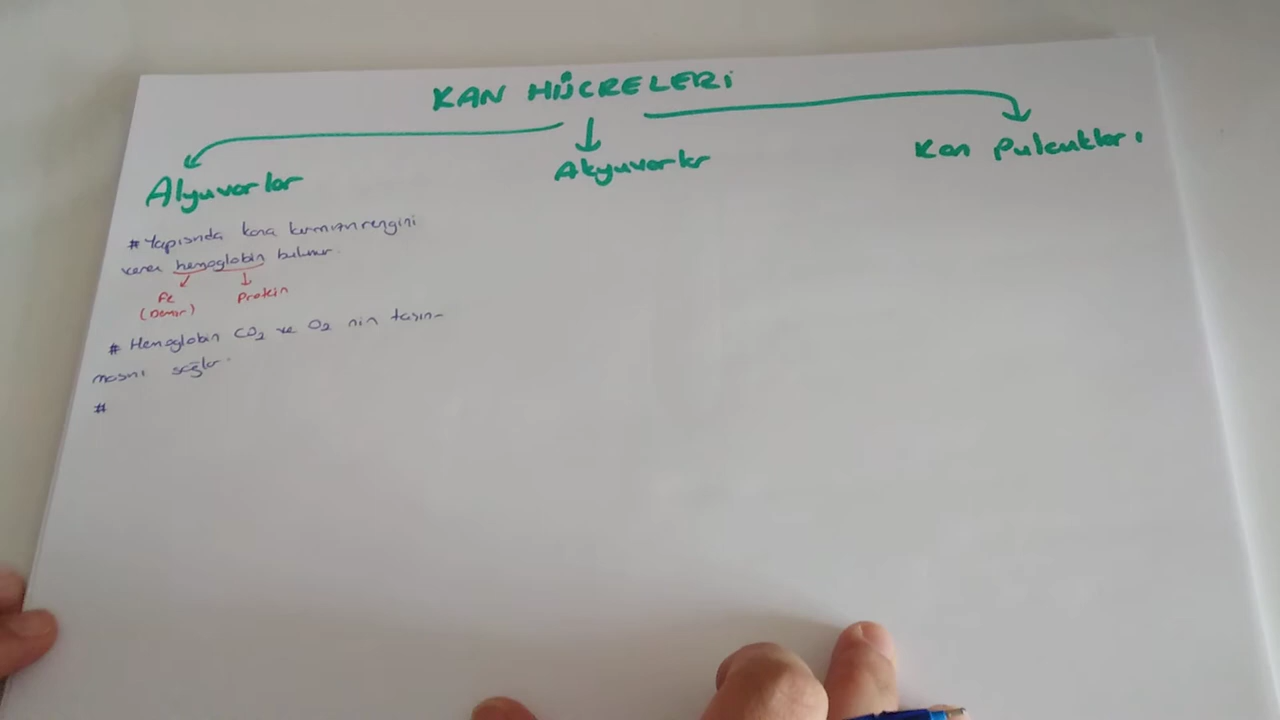 KAN HÜCRELERİ
Alyuvarlar
Akyuvarlar
Kan Pulcukları
# Yapısında kana kırmızı rengini
veren hemoglobin bulunur.
Fe
(Demir)
Protein
# Hemoglobin CO₂ ve O₂ nin taşın-
masını sağlar.
#